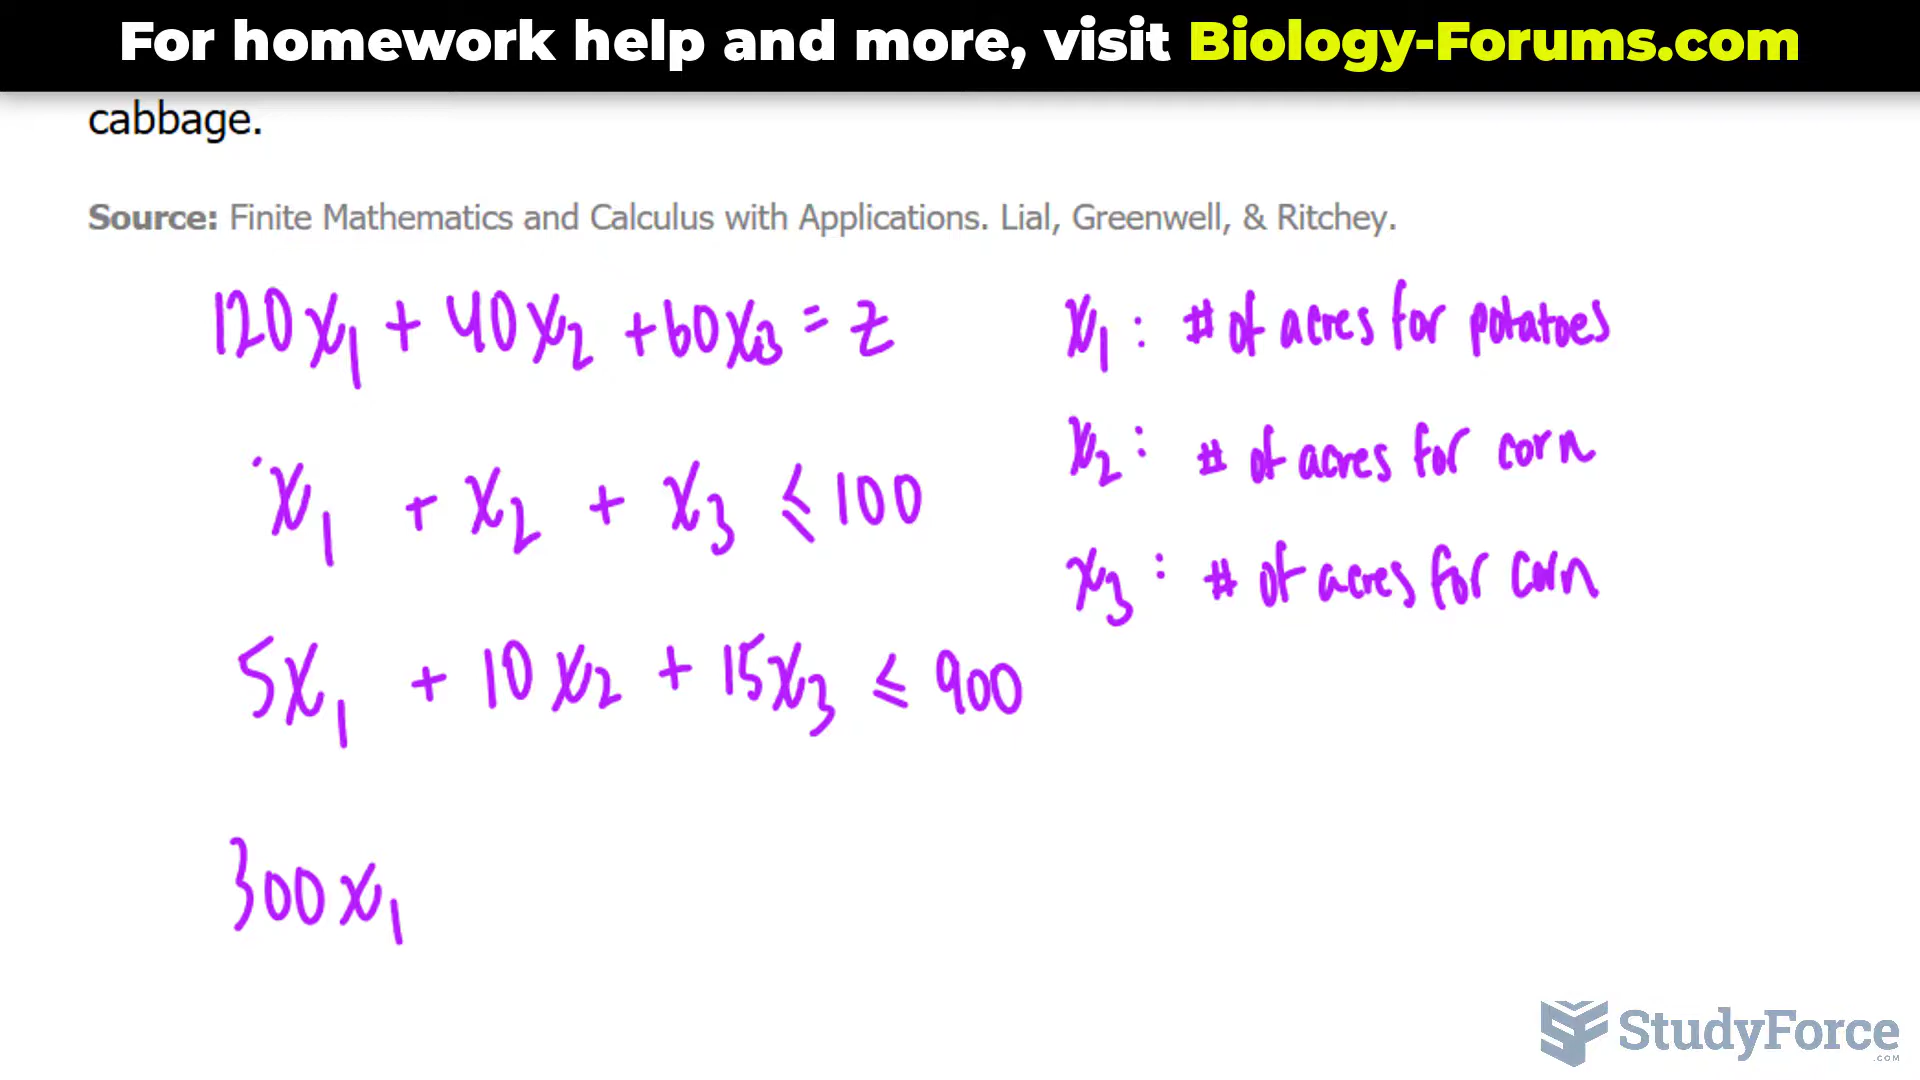 For homework help and more, visit Biology-Forums.com
cabbage.
Source: Finite Mathematics and Calculus with Applications. Lial, Greenwell, & Ritchey.
120x₁ + 40x₂ + 60x₃ = z
x₁ + x₂ + x₃ ≤ 100
5x₁ + 10x₂ + 15x₃ ≤ 900
300x₁
x₁ : # of acres for potatoes
x₂ : # of acres for corn
x₃ : # of acres for corn
StudyForce
.COM